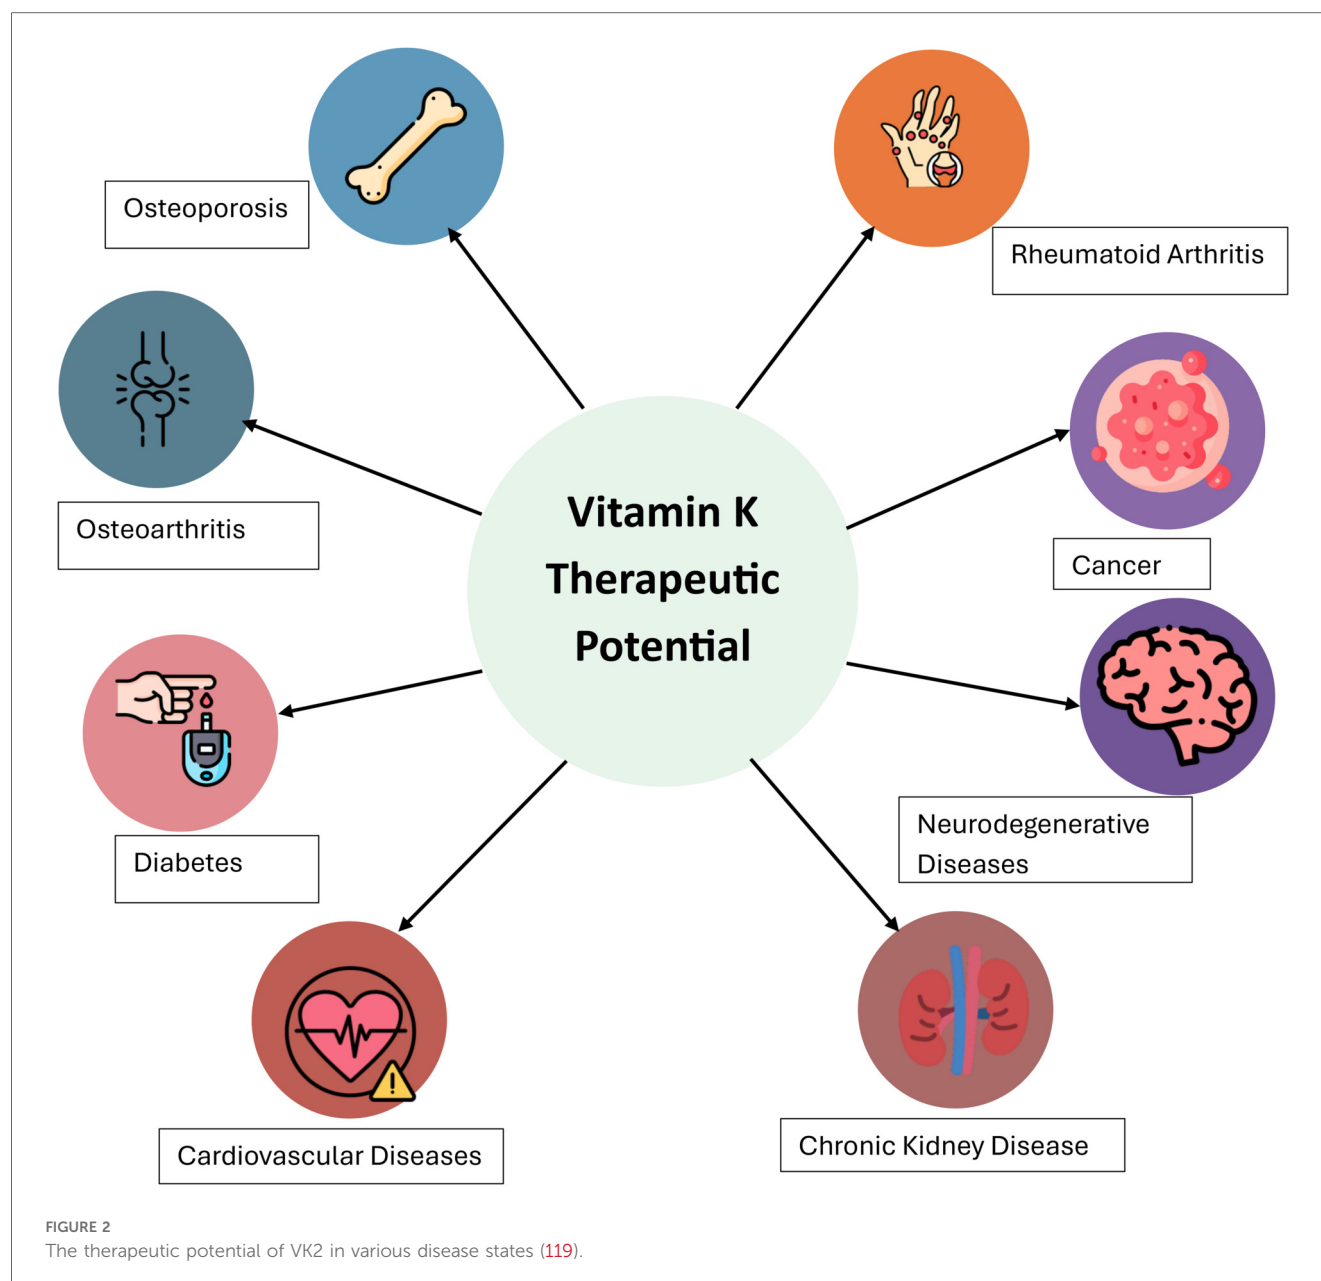 Osteoporosis
Rheumatoid Arthritis
Osteoarthritis
Vitamin K
Therapeutic
Potential
Cancer
Diabetes
Neurodegenerative
Diseases
Cardiovascular Diseases
Chronic Kidney Disease
FIGURE 2
The therapeutic potential of VK2 in various disease states (119).